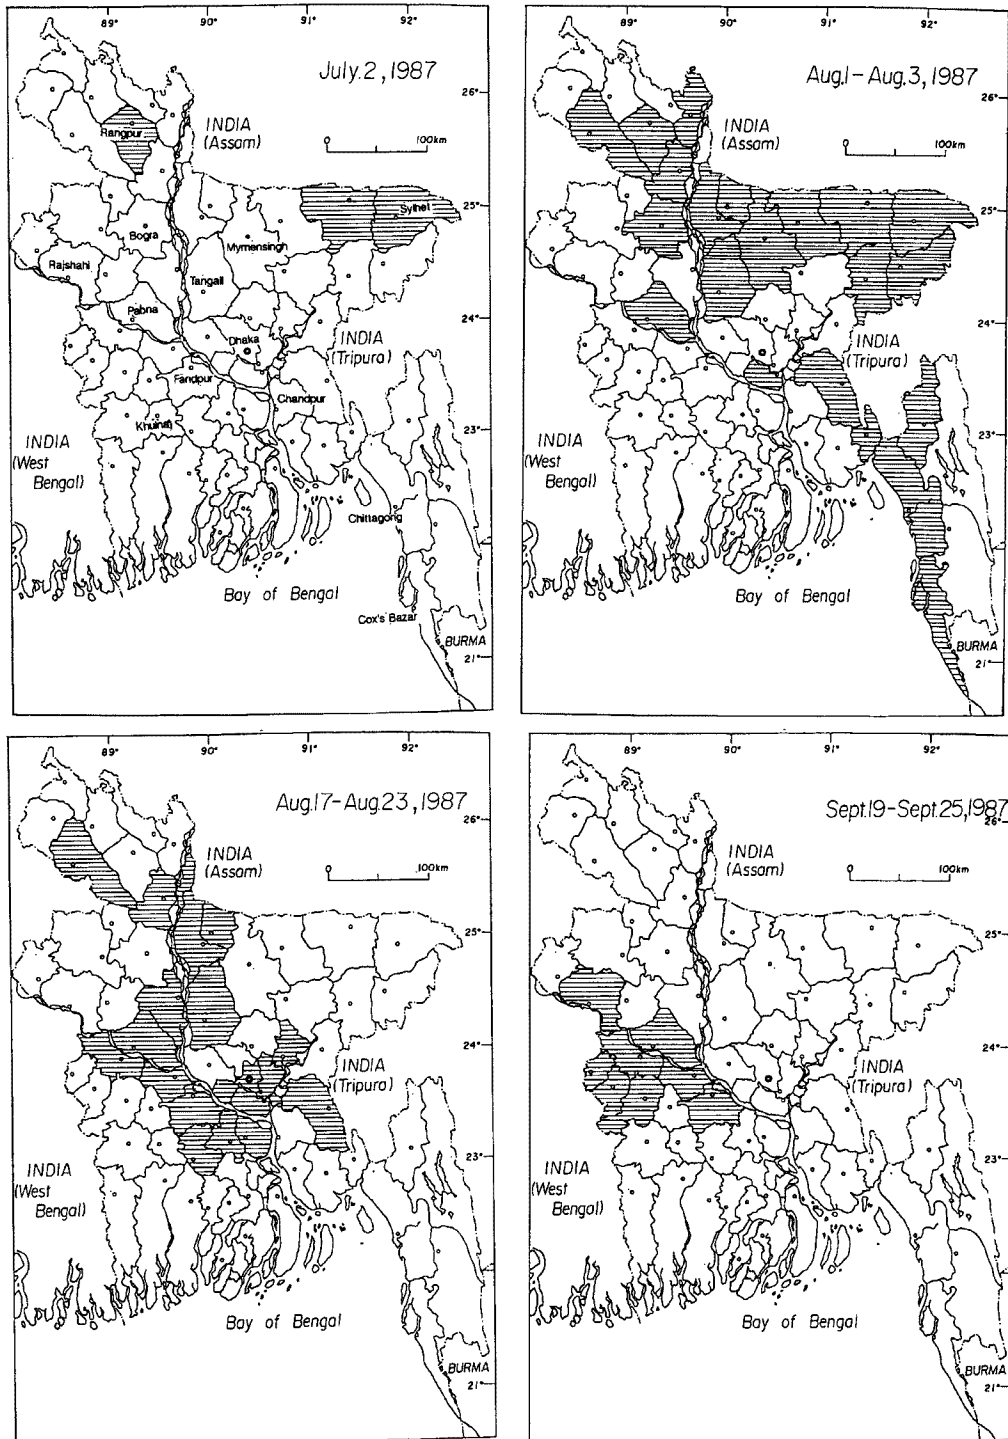 89° 90° 91° 92°
July.2, 1987
26°
INDIA
(Assam)
0 100km
Rangpur
25°
Sylhet
Bogra
Mymensingh
Rajshahi
Tangail
24°
Pabna
Dhaka
INDIA
(Tripura)
Faridpur
Chandpur
23°
Khulna
INDIA
(West
Bengal)
Chittagong
Bay of Bengal
Cox's Bazar
BURMA
21°
89° 90° 91° 92°
Aug.1-Aug.3, 1987
26°
INDIA
(Assam)
0 100km
25°
24°
INDIA
(Tripura)
23°
INDIA
(West
Bengal)
Bay of Bengal
BURMA
21°
89° 90° 91° 92°
Aug.17-Aug.23, 1987
26°
INDIA
(Assam)
0 100km
25°
24°
INDIA
(Tripura)
23°
INDIA
(West
Bengal)
Bay of Bengal
BURMA
21°
89° 90° 91° 92°
Sept.19-Sept.25,1987
26°
INDIA
(Assam)
0 100km
25°
24°
INDIA
(Tripura)
23°
INDIA
(West
Bengal)
Bay of Bengal
BURMA
21°